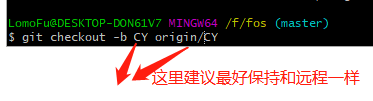 LomoFu@DESKTOP-DON61V7 MINGW64 /f/fos (master)
$ git checkout -b CY origin/CY
这里建议最好保持和远程一样